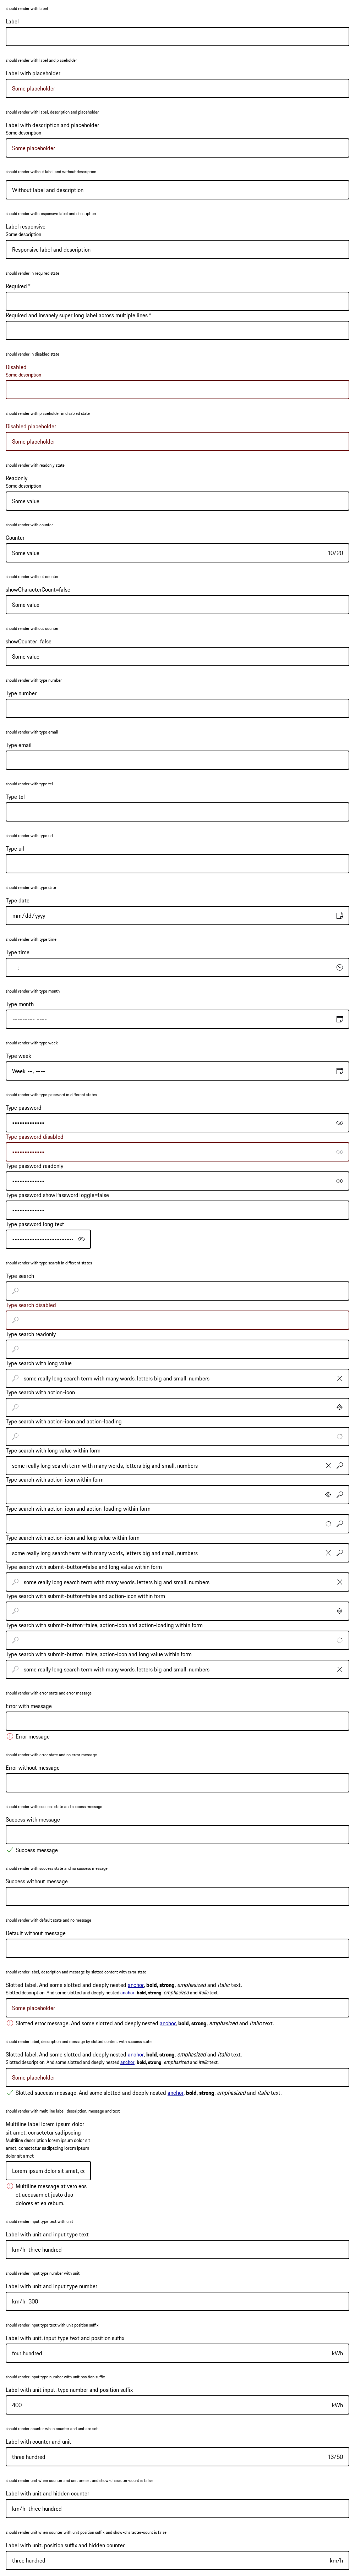 should render with label
Label
should render with label and placeholder
Label with placeholder
Some placeholder
should render with label, description and placeholder
Label with description and placeholder
Some description
Some placeholder
should render without label and without description
Without label and description
should render with responsive label and description
Label responsive
Some description
Responsive label and description
should render in required state
Required *
Required and insanely super long label across multiple lines *
should render in disabled state
Disabled
Some description
should render with placeholder in disabled state
Disabled placeholder
Some placeholder
should render with readonly state
Readonly
Some description
Some value
should render with counter
Counter
Some value 10/20
should render without counter
showCharacterCount=false
Some value
should render without counter
showCounter=false
Some value
should render with type number
Type number
should render with type email
Type email
should render with type tel
Type tel
should render with type url
Type url
should render with type date
Type date
mm/dd/yyyy
should render with type time
Type time
--:-- --
should render with type month
Type month
--------- ----
should render with type week
Type week
Week --, ----
should render with type password in different states
Type password
••••••••••••••
Type password disabled
••••••••••••••
Type password readonly
••••••••••••••
Type password showPasswordToggle=false
••••••••••••••
Type password long text
should render with type search in different states
Type search
Type search disabled
Type search readonly
Type search with long value
some really long search term with many words, letters big and small, numbers
Type search with action-icon
Type search with action-icon and action-loading
Type search with long value within form
some really long search term with many words, letters big and small, numbers
Type search with action-icon within form
Type search with action-icon and action-loading within form
Type search with action-icon and long value within form
some really long search term with many words, letters big and small, numbers
Type search with submit-button=false and long value within form
some really long search term with many words, letters big and small, numbers
Type search with submit-button=false and action-icon within form
Type search with submit-button=false, action-icon and action-loading within form
Type search with submit-button=false, action-icon and long value within form
some really long search term with many words, letters big and small, numbers
should render with error state and error message
Error with message
Error message
should render with error state and no error message
Error without message
should render with success state and success message
Success with message
Success message
should render with success state and no success message
Success without message
should render with default state and no message
Default without message
should render label, description and message by slotted content with error state
Slotted label. And some slotted and deeply nested anchor, bold, strong, emphasized and italic text.
Slotted description. And some slotted and deeply nested anchor, bold, strong, emphasized and italic text.
Some placeholder
Slotted error message. And some slotted and deeply nested anchor, bold, strong, emphasized and italic text.
should render label, description and message by slotted content with success state
Slotted label. And some slotted and deeply nested anchor, bold, strong, emphasized and italic text.
Slotted description. And some slotted and deeply nested anchor, bold, strong, emphasized and italic text.
Some placeholder
Slotted success message. And some slotted and deeply nested anchor, bold, strong, emphasized and italic text.
should render with multiline label, description, message and text
Multiline label lorem ipsum dolor
sit amet, consetetur sadipscing
Multiline description lorem ipsum dolor sit
amet, consetetur sadipscing lorem ipsum
dolor sit amet
Lorem ipsum dolor sit amet, co
Multiline message at vero eos
et accusam et justo duo
dolores et ea rebum.
should render input type text with unit
Label with unit and input type text
km/h three hundred
should render input type number with unit
Label with unit and input type number
km/h 300
should render input type text with unit position suffix
Label with unit, input type text and position suffix
four hundred kWh
should render input type number with unit position suffix
Label with unit input, type number and position suffix
400 kWh
should render counter when counter and unit are set
Label with counter and unit
three hundred 13/50
should render unit when counter and unit are set and show-character-count is false
Label with unit and hidden counter
km/h three hundred
should render unit when counter with unit position suffix and show-character-count is false
Label with unit, position suffix and hidden counter
three hundred km/h